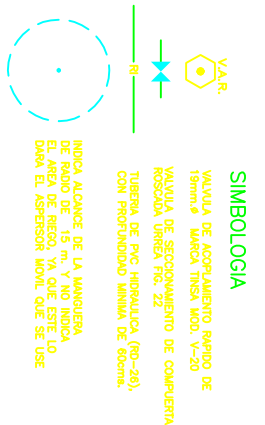 SIMBOLOGIA
V.A.R.
VALVULA DE ACOPLAMIENTO RAPIDO DE
19mm.ø MARCA TINSA MOD. V-20
VALVULA DE SECCIONAMIENTO DE COMPUERTA
ROSCADA URREA FIG. 22
RI
TUBERIA DE PVC HIDRAULICA (RD-26),
CON PROFUNDIDAD MINIMA DE 60cms.
INDICA ALCANCE DE LA MANGUERA
DE RADIO DE 15 m. Y NO INDICA
EL AREA DE RIEGO, YA QUE ESTE LO
DARA EL ASPERSOR MOVIL QUE SE USE